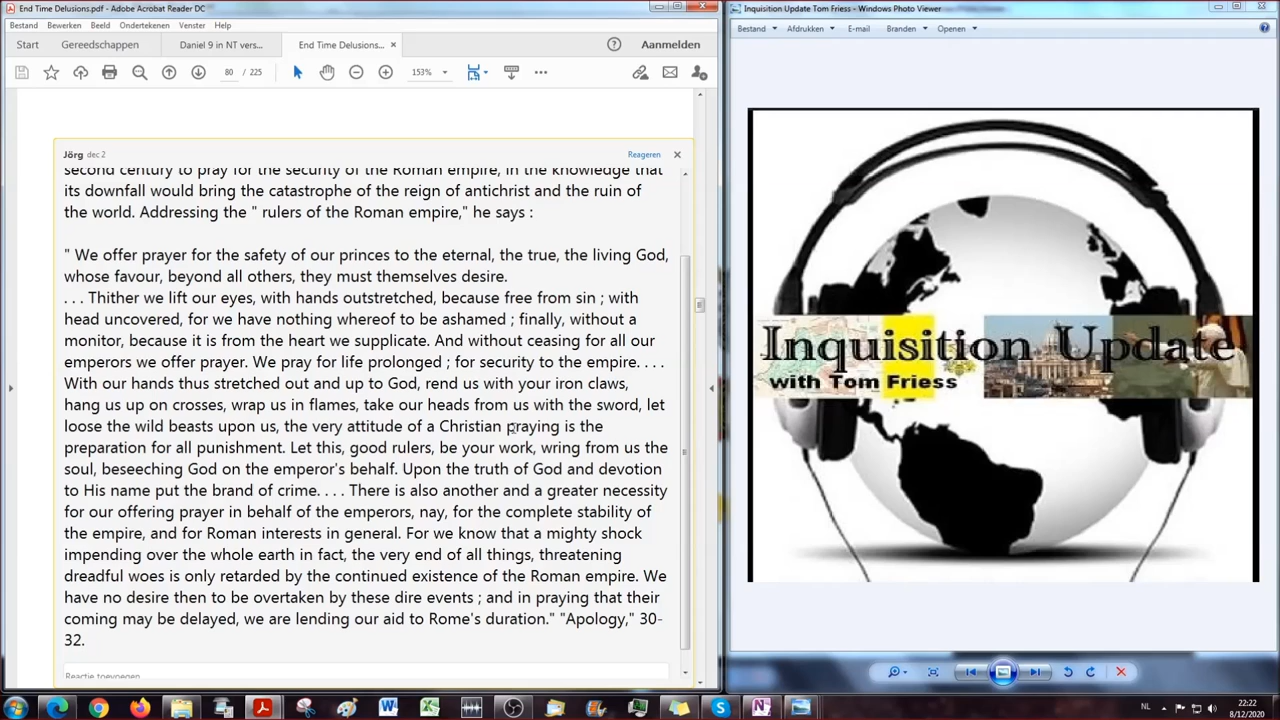 End Time Delusions.pdf - Adobe Acrobat Reader DC
Bestand Bewerken Beeld Ondertekenen Venster Help
Start Gereedschappen Daniel 9 in NT vers... End Time Delusions... × Aanmelden
80 / 225 153%
Jörg dec 2 Reageren
second century to pray for the security of the Roman empire, in the knowledge that
its downfall would bring the catastrophe of the reign of antichrist and the ruin of
the world. Addressing the " rulers of the Roman empire," he says :
" We offer prayer for the safety of our princes to the eternal, the true, the living God,
whose favour, beyond all others, they must themselves desire.
. . . Thither we lift our eyes, with hands outstretched, because free from sin ; with
head uncovered, for we have nothing whereof to be ashamed ; finally, without a
monitor, because it is from the heart we supplicate. And without ceasing for all our
emperors we offer prayer. We pray for life prolonged ; for security to the empire. . . .
With our hands thus stretched out and up to God, rend us with your iron claws,
hang us up on crosses, wrap us in flames, take our heads from us with the sword, let
loose the wild beasts upon us, the very attitude of a Christian praying is the
preparation for all punishment. Let this, good rulers, be your work, wring from us the
soul, beseeching God on the emperor's behalf. Upon the truth of God and devotion
to His name put the brand of crime. . . . There is also another and a greater necessity
for our offering prayer in behalf of the emperors, nay, for the complete stability of
the empire, and for Roman interests in general. For we know that a mighty shock
impending over the whole earth in fact, the very end of all things, threatening
dreadful woes is only retarded by the continued existence of the Roman empire. We
have no desire then to be overtaken by these dire events ; and in praying that their
coming may be delayed, we are lending our aid to Rome's duration." "Apology," 30-
32.
Reactie toevoegen
Inquisition Update Tom Friess - Windows Photo Viewer
Bestand Afdrukken E-mail Branden Openen
Inquisition Update
with Tom Friess
NL
22:22
8/12/2020